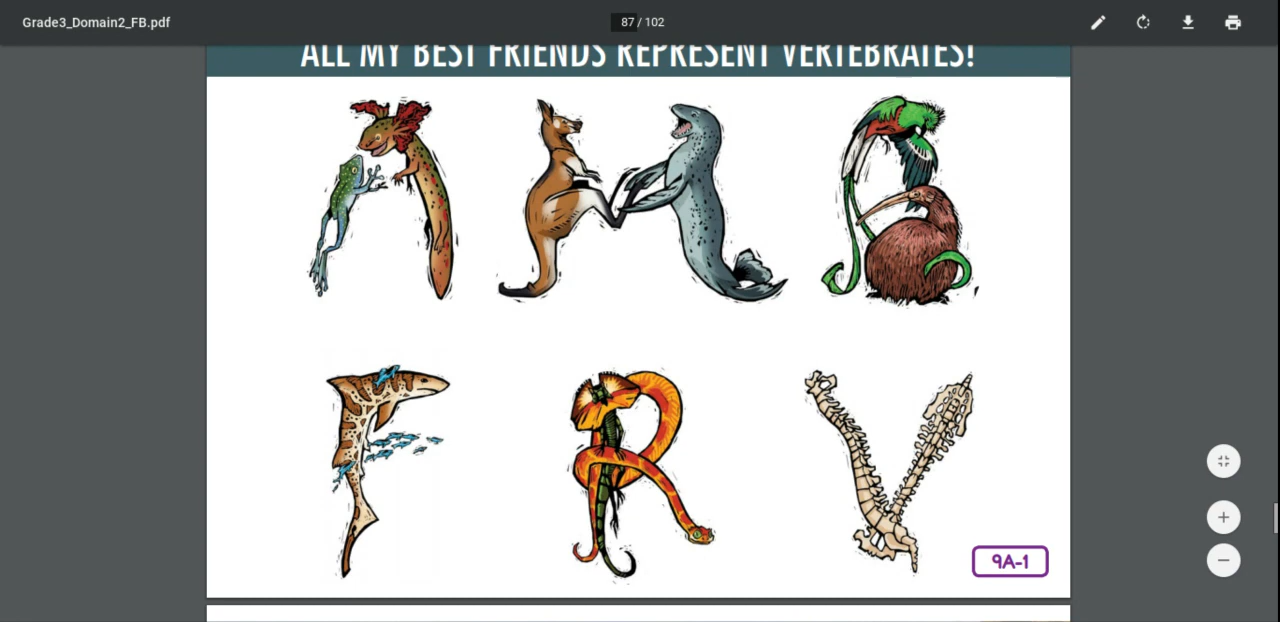 Grade3_Domain2_FB.pdf
87 / 102
ALL MY BEST FRIENDS REPRESENT VERTEBRATES!
A M B
F R V
9A-1